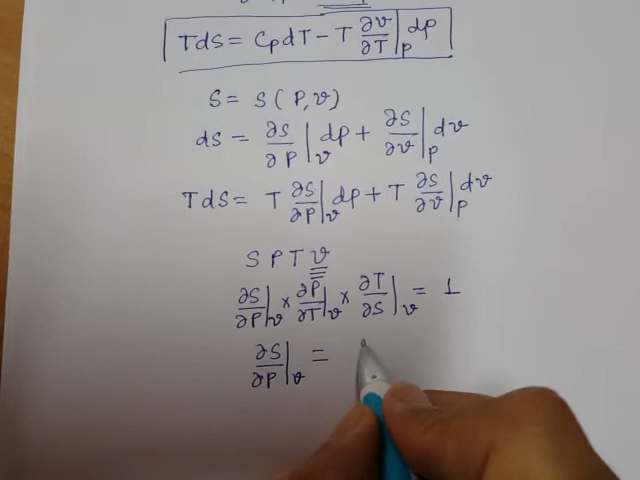 TdS = CpdT - T ∂v/∂T|p dp
S = S (P, v)
ds = ∂S/∂P|v dp + ∂S/∂v|p dv
TdS = T ∂S/∂P|v dp + T ∂S/∂v|p dv
S P T v
∂S/∂P|v × ∂P/∂T|v × ∂T/∂S|v = 1
∂S/∂P|v =